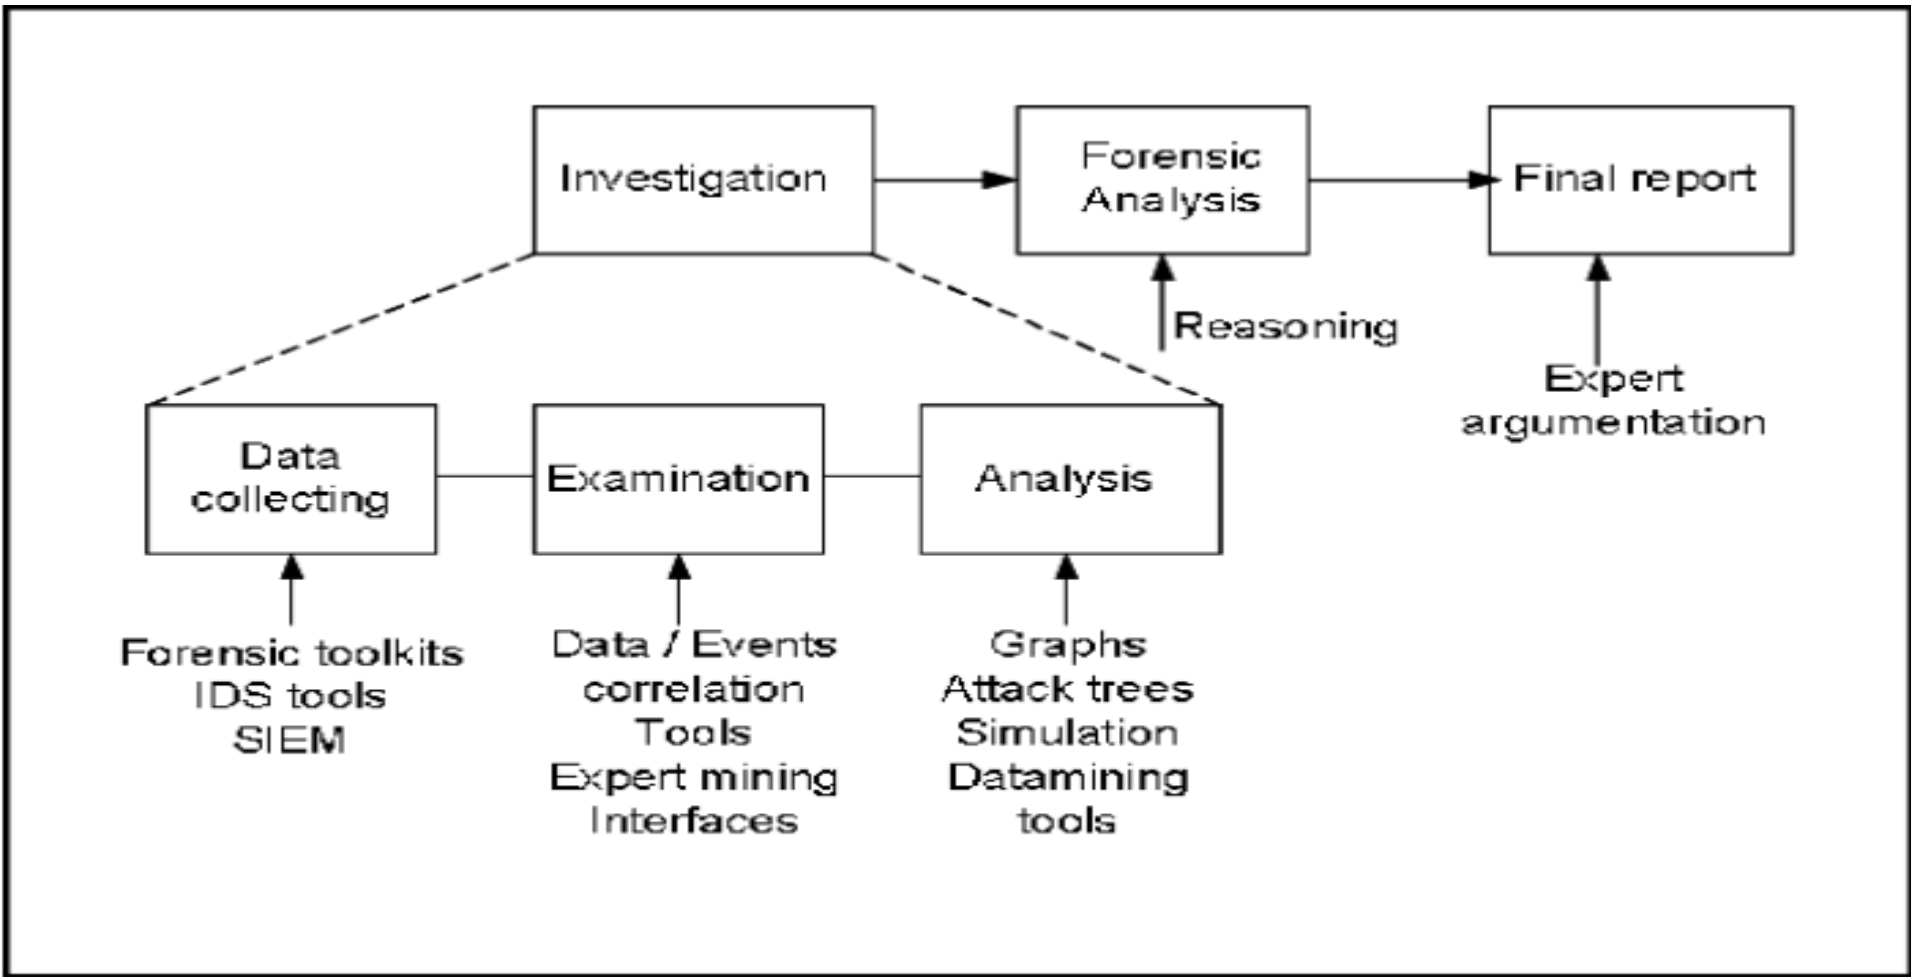 Investigation
Forensic
Analysis
Final report
Reasoning
Expert
argumentation
Data
collecting
Examination
Analysis
Forensic toolkits
IDS tools
SIEM
Data / Events
correlation
Tools
Expert mining
Interfaces
Graphs
Attack trees
Simulation
Datamining
tools